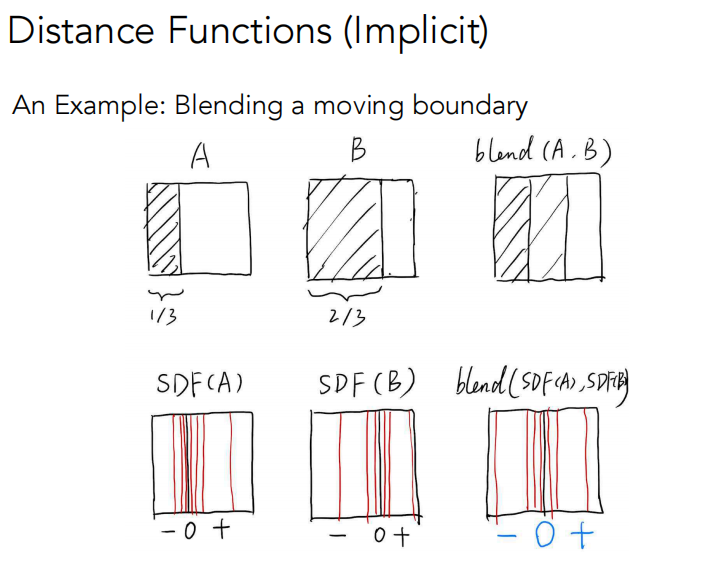 Distance Functions (Implicit)
An Example: Blending a moving boundary
A B blend (A . B)
1/3 2/3
SDF(A) SDF(B) blend(SDF(A), SDF(B)
- 0 + - 0 + - 0 +